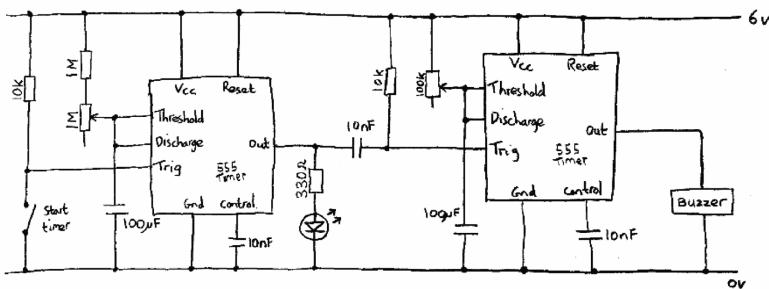 6V
10k
1M
1M
Vcc
Reset
Threshold
Discharge
Trig
Out
555
Timer
Gnd
Control
Start
timer
100µF
10nF
330Ω
10nF
10k
100k
Vcc
Reset
Threshold
Discharge
Trig
Out
555
Timer
Gnd
Control
100µF
10nF
Buzzer
0V